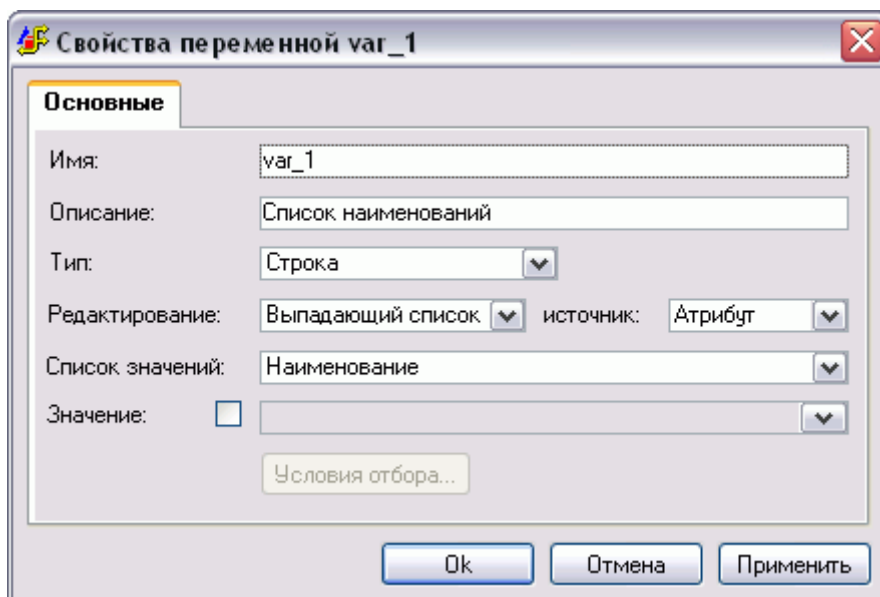 Свойства переменной var_1
Основные
Имя: var_1
Описание: Список наименований
Тип: Строка
Редактирование: Выпадающий список источник: Атрибут
Список значений: Наименование
Значение:
Условия отбора...
Ok Отмена Применить